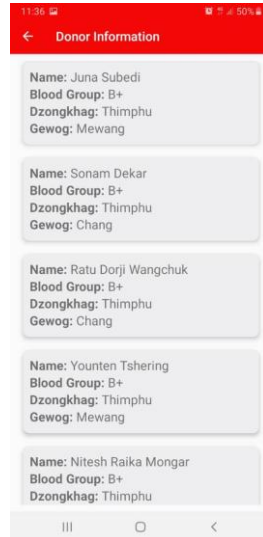 11:36
50%
Donor Information
Name: Juna Subedi
Blood Group: B+
Dzongkhag: Thimphu
Gewog: Mewang
Name: Sonam Dekar
Blood Group: B+
Dzongkhag: Thimphu
Gewog: Chang
Name: Ratu Dorji Wangchuk
Blood Group: B+
Dzongkhag: Thimphu
Gewog: Chang
Name: Younten Tshering
Blood Group: B+
Dzongkhag: Thimphu
Gewog: Mewang
Name: Nitesh Raika Mongar
Blood Group: B+
Dzongkhag: Thimphu